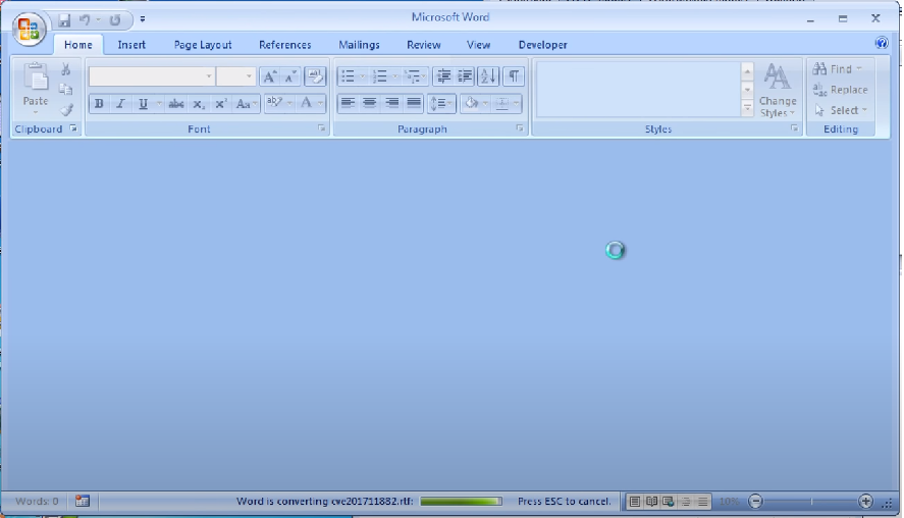 Microsoft Word
Home Insert Page Layout References Mailings Review View Developer
Paste
Change Styles
Find
Replace
Select
Clipboard Font Paragraph Styles Editing
Words: 0 Word is converting cve201711882.rtf: Press ESC to cancel. 10%